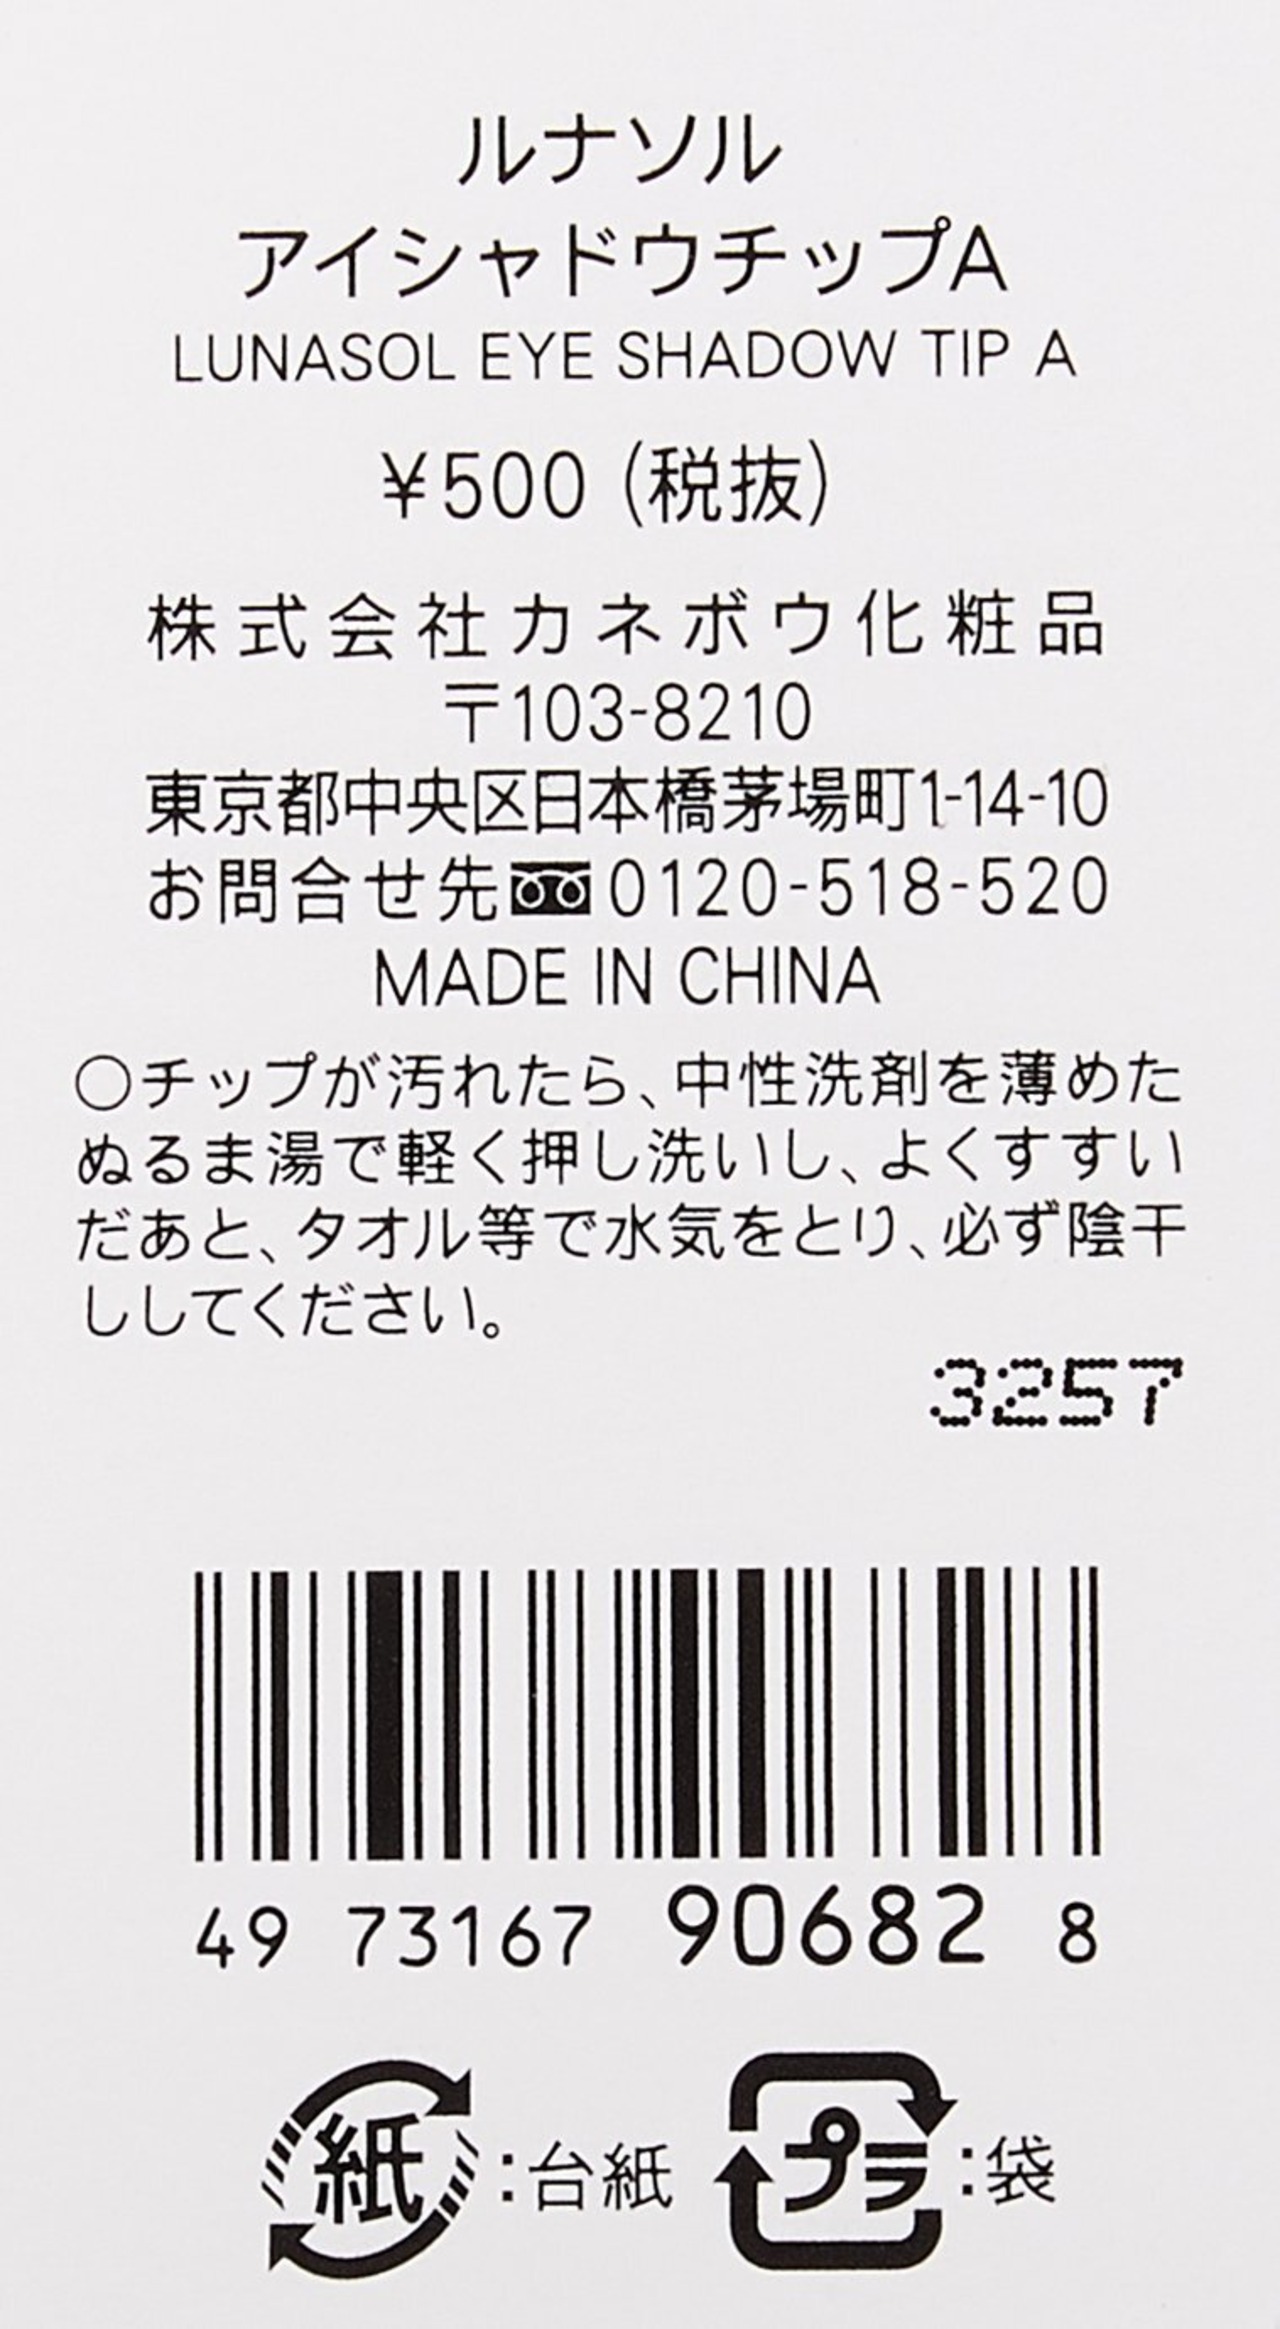 ルナソル
アイシャドウチップA
LUNASOL EYE SHADOW TIP A
¥500（税抜）
株式会社カネボウ化粧品
〒103-8210
東京都中央区日本橋茅場町1-14-10
お問合せ先 0120-518-520
MADE IN CHINA
○チップが汚れたら、中性洗剤を薄めた
ぬるま湯で軽く押し洗いし、よくすすい
だあと、タオル等で水気をとり、必ず陰干
ししてください。
3257
49 73167 90682 8
紙:台紙 プラ:袋